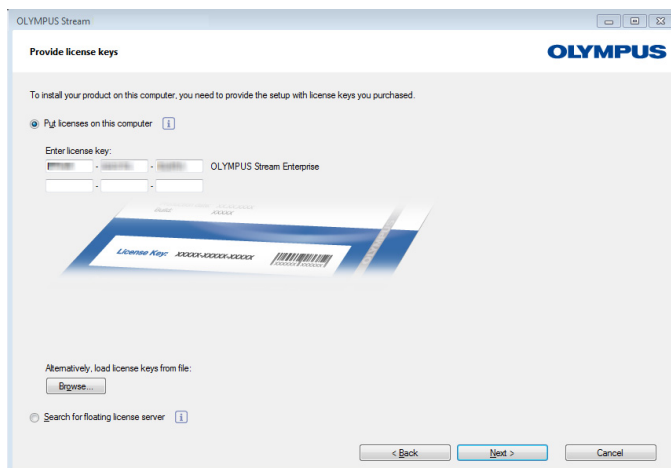 OLYMPUS Stream
Provide license keys
OLYMPUS
To install your product on this computer, you need to provide the setup with license keys you purchased.
Put licenses on this computer
Enter license key:
- - OLYMPUS Stream Enterprise
- -
XXXXX
License Key: XXXXX-XXXXX-XXXXX
Alternatively, load license keys from file:
Browse...
Search for floating license server
< Back Next > Cancel